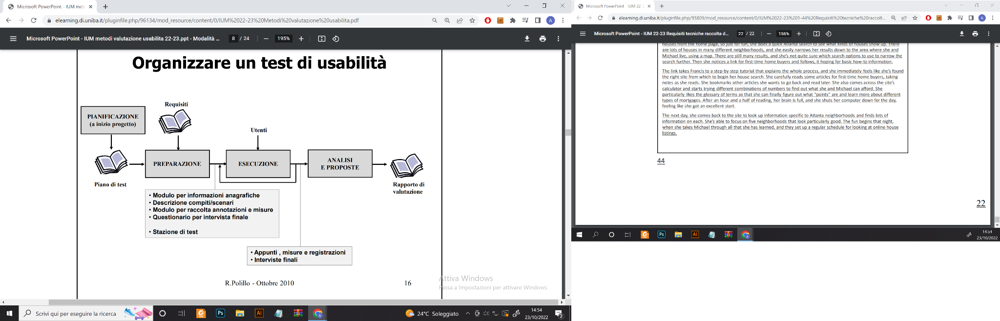 Microsoft PowerPoint - IUM met
elearning.di.uniba.it/pluginfile.php/96134/mod_resource/content/0/IUM%2022-23%20Metodi%20valutazione%20usabilita.pdf
A
Microsoft PowerPoint - IUM metodi valutazione usabilita 22-23.ppt - Modalità ...
8 / 24
195%
Organizzare un test di usabilità
Requisiti
PIANIFICAZIONE
(a inizio progetto)
Utenti
PREPARAZIONE
ESECUZIONE
ANALISI
E PROPOSTE
Piano di test
Rapporto di
valutazione
• Modulo per informazioni anagrafiche
• Descrizione compiti/scenari
• Modulo per raccolta annotazioni e misure
• Questionario per intervista finale
• Stazione di test
• Appunti , misure e registrazioni
• Interviste finali
R.Polillo - Ottobre 2010
16
Attiva Windows
Passa a Impostazioni per attivare Windows.
Scrivi qui per eseguire la ricerca
Ps
Ai
24°C Soleggiato
14:54
23/10/2022
2
Microsoft PowerPoint IUM 22
elearning.di.uniba.it/pluginfile.php/95809/mod_resource/content/0/IUM%2022-23%201-44%20Requisiti%20tecniche%20raccolt...
A
Microsoft PowerPoint - IUM 22-23 Requisiti tecniche raccolta d...
22 / 22
156%
houses from the home page, so just for fun, she does a quick Atlanta search to see what kinds of houses show up. There
are lots of houses in many different neighborhoods, and she easily narrows her results down to the area where she and
Michael live, using a map. There are still many results, and she's not quite sure which search options to use to narrow the
search further. Then she notices a link for first-time home buyers and follows, it hoping for basic how-to information.
The link takes Francis to a step-by-step tutorial that explains the whole process, and she immediately feels like she's found
the right site from which to begin her house search. She carefully reads some articles for first-time home buyers, taking
notes as she reads. She bookmarks other articles she wants to go back and read later. She also comes across the site's
calculator and starts trying different combinations of numbers to find out what she and Michael can afford. She
particularly likes the glossary of terms so that she can finally figure out what "points" are and learn more about different
types of mortgages. After an hour and a half of reading, her brain is full, and she shuts her computer down for the day,
feeling like she got an excellent start.
The next day, she comes back to the site to look up information specific to Atlanta neighborhoods and finds lots of
information on each. She's able to focus on five neighborhoods that look particularly good. The fun begins that night,
when she takes Michael through all that she has learned, and they set up a regular schedule for looking at online house
listings.
44
22
Ps
Ai
14:54
23/10/2022